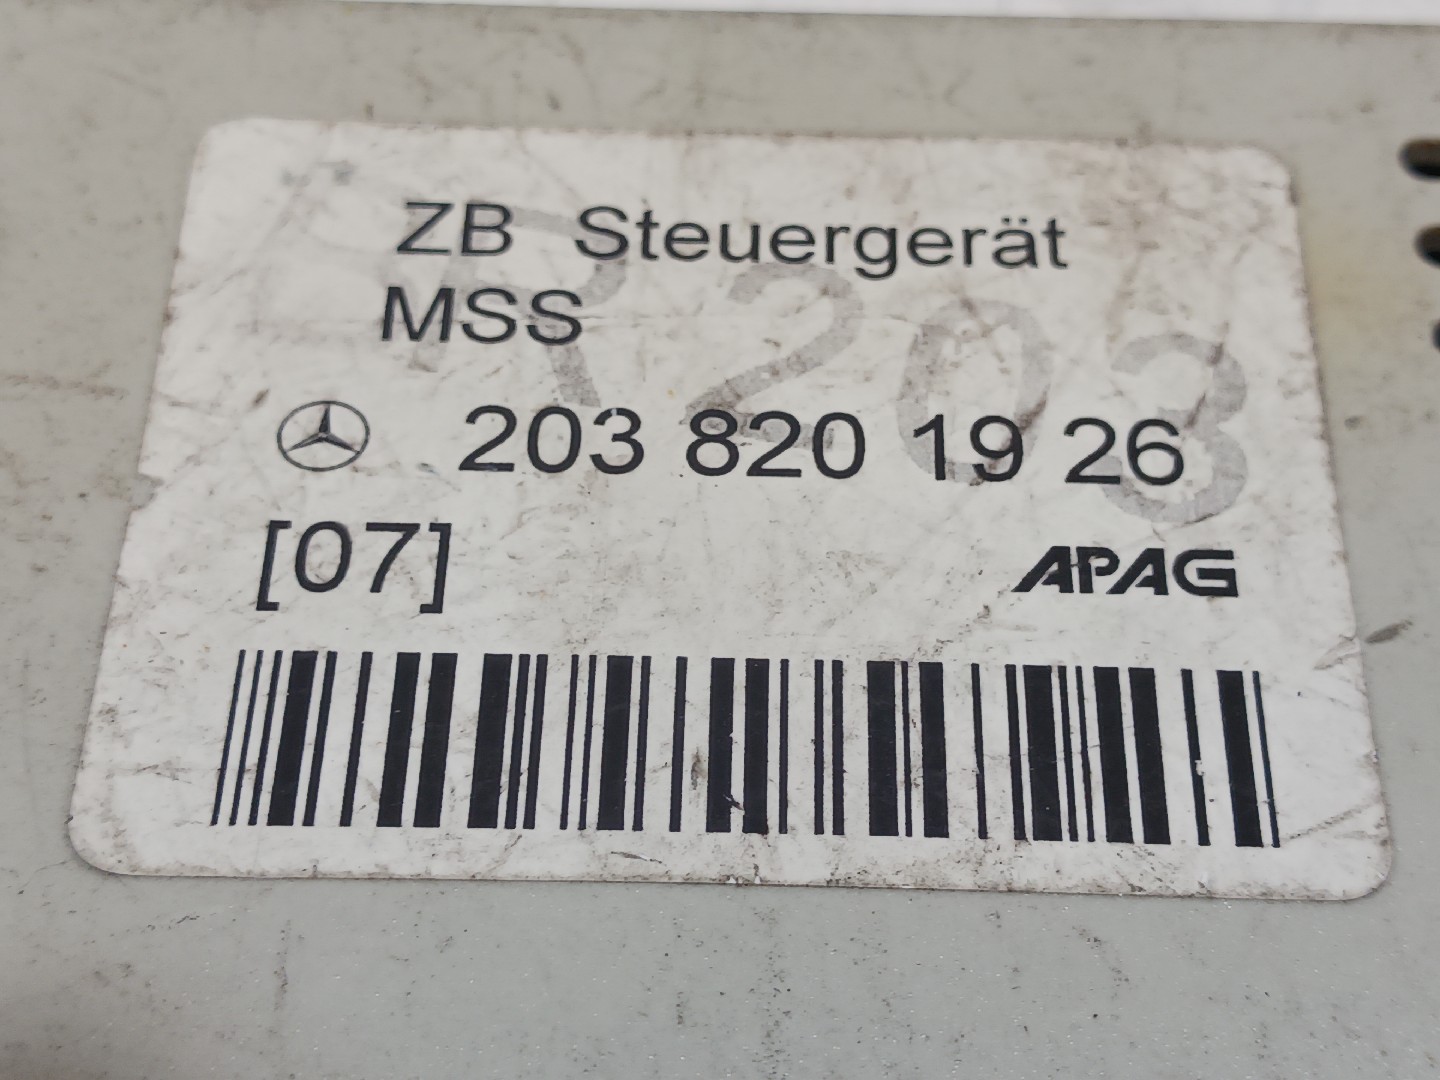 ZB Steuergerät
MSS
R203
203 820 19 26
[07]
APAG